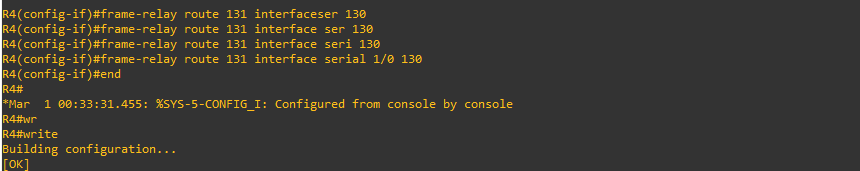 R4(config-if)#frame-relay route 131 interfaceser 130
R4(config-if)#frame-relay route 131 interface ser 130
R4(config-if)#frame-relay route 131 interface seri 130
R4(config-if)#frame-relay route 131 interface serial 1/0 130
R4(config-if)#end
R4#
*Mar  1 00:33:31.455: %SYS-5-CONFIG_I: Configured from console by console
R4#wr
R4#write
Building configuration...
[OK]